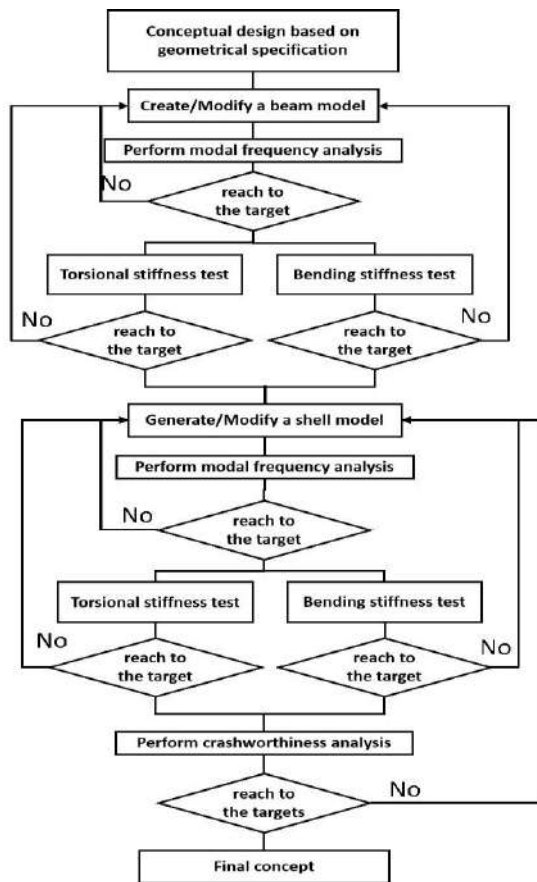 Conceptual design based on
geometrical specification
Create/Modify a beam model
Perform modal frequency analysis
No
reach to
the target
Torsional stiffness test
Bending stiffness test
No
reach to
the target
reach to
the target
No
Generate/Modify a shell model
Perform modal frequency analysis
No
reach to
the target
Torsional stiffness test
Bending stiffness test
No
reach to
the target
reach to
the target
No
Perform crashworthiness analysis
reach to
the targets
No
Final concept